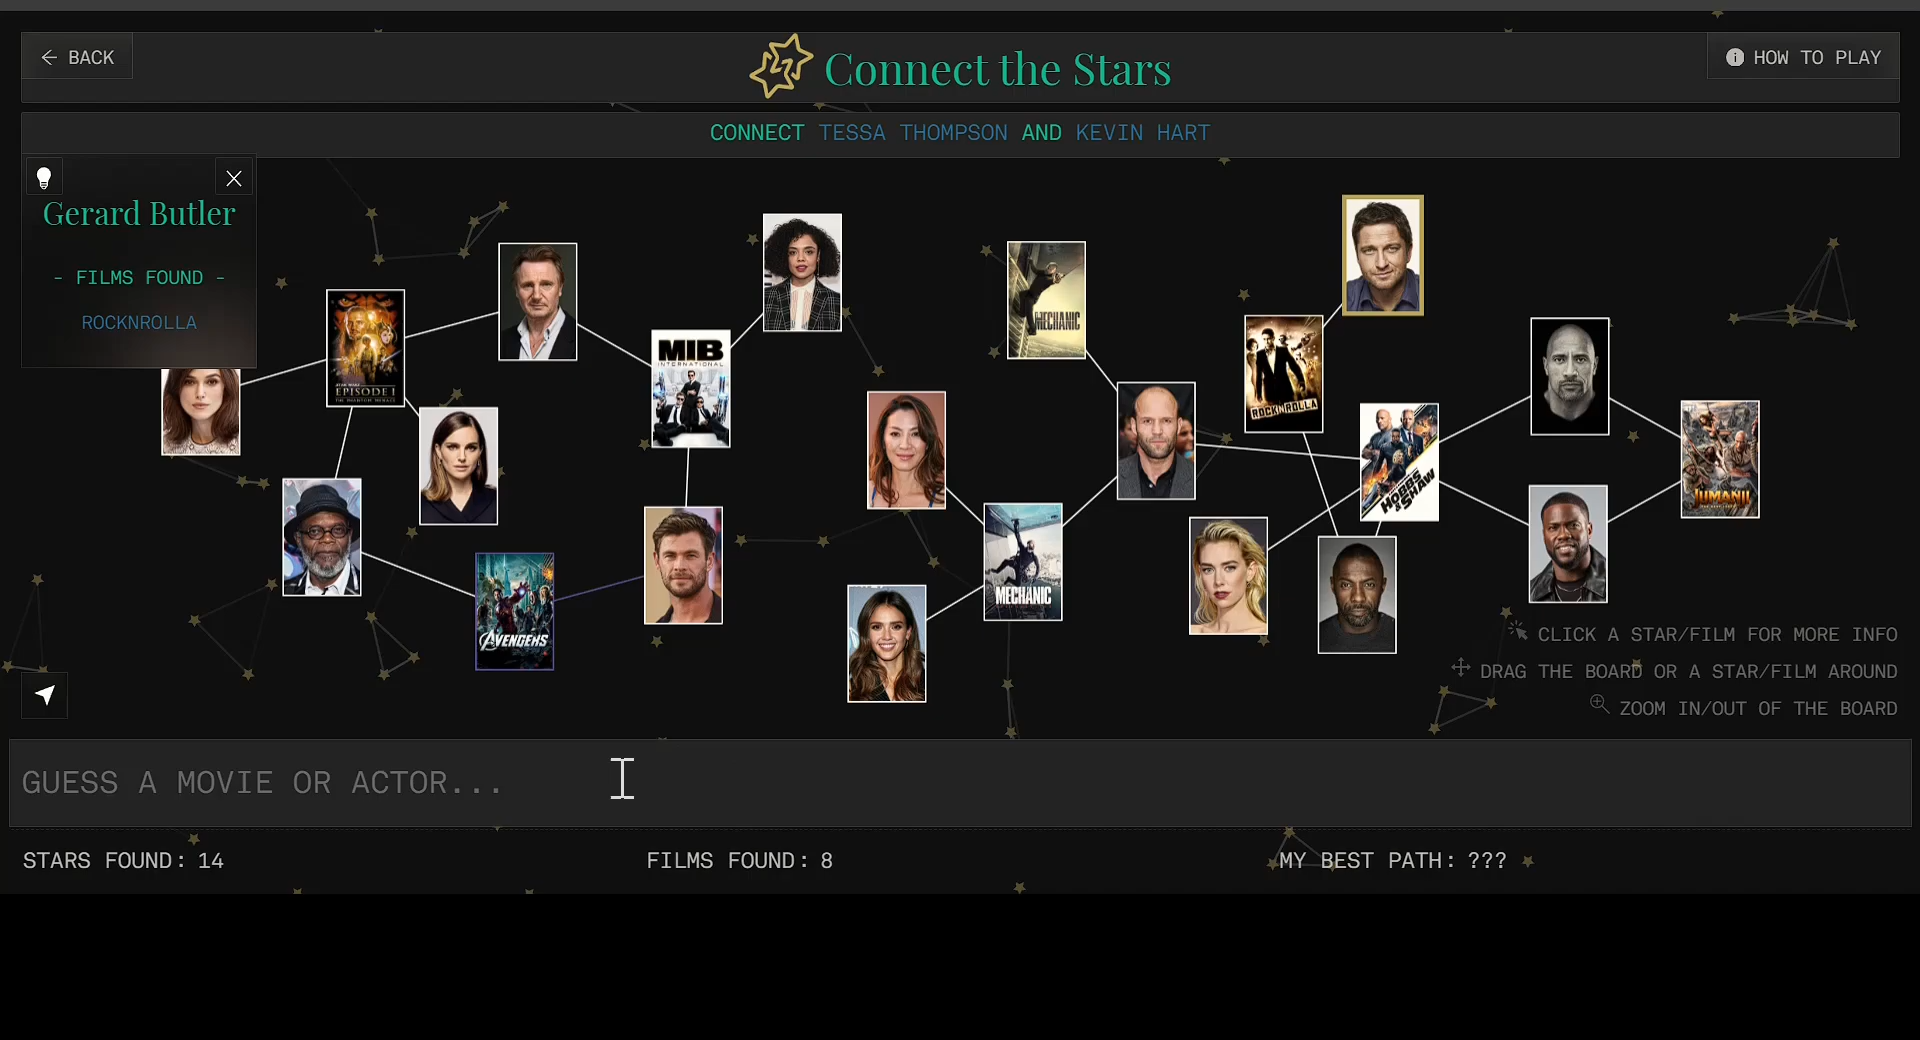 BACK
Connect the Stars
HOW TO PLAY
CONNECT TESSA THOMPSON AND KEVIN HART
Gerard Butler
- FILMS FOUND -
ROCKNROLLA
EPISODE I
MIB
INTERNATIONAL
AVENGERS
MECHANIC
MECHANIC
ROCKNROLLA
HOBBS & SHAW
JUMANJI
CLICK A STAR/FILM FOR MORE INFO
DRAG THE BOARD OR A STAR/FILM AROUND
ZOOM IN/OUT OF THE BOARD
GUESS A MOVIE OR ACTOR...
STARS FOUND: 14
FILMS FOUND: 8
MY BEST PATH: ???